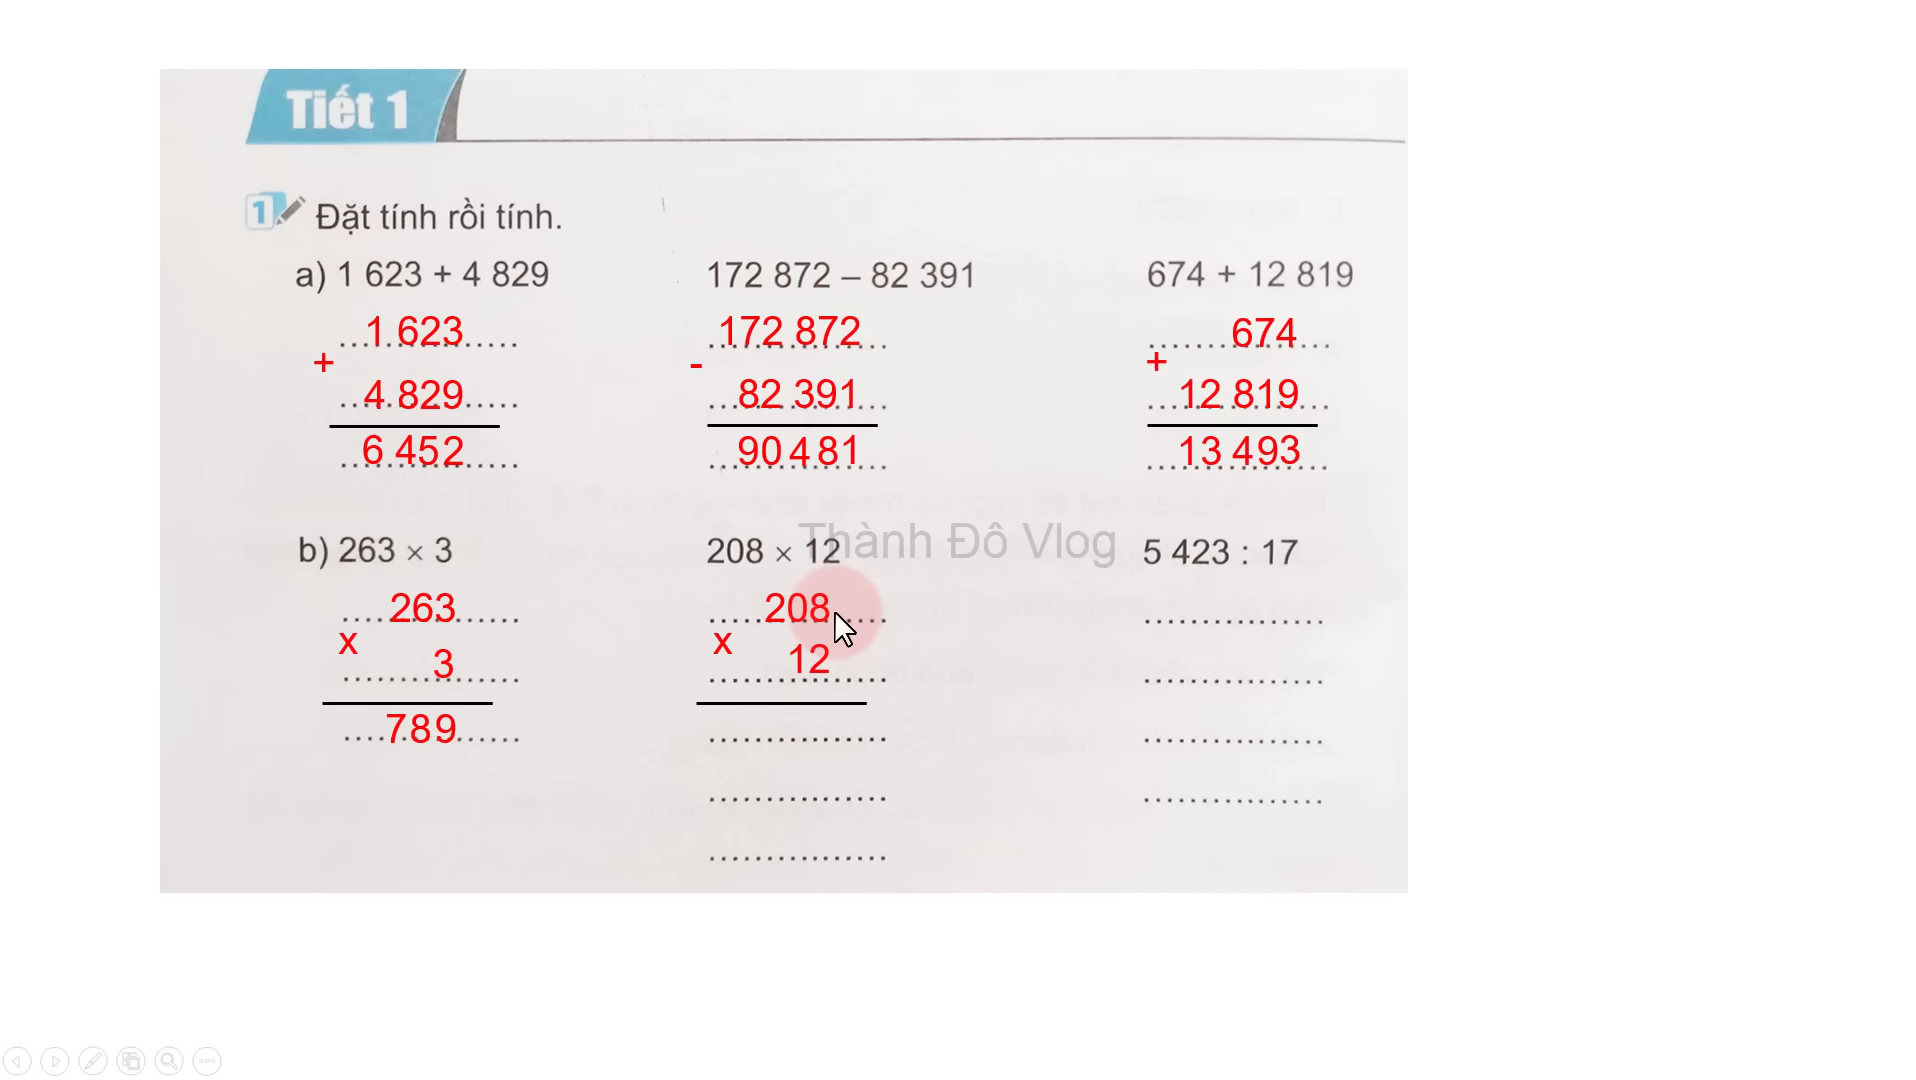 Tiết 1
1 Đặt tính rồi tính.
a) 1 623 + 4 829 172 872 – 82 391 674 + 12 819
1 623 172 872 674
+ - +
4 829 82 391 12 819
6 452 90 481 13 493
Thành Đô Vlog
b) 263 × 3 208 × 12 5 423 : 17
263 208
x x
3 12
789